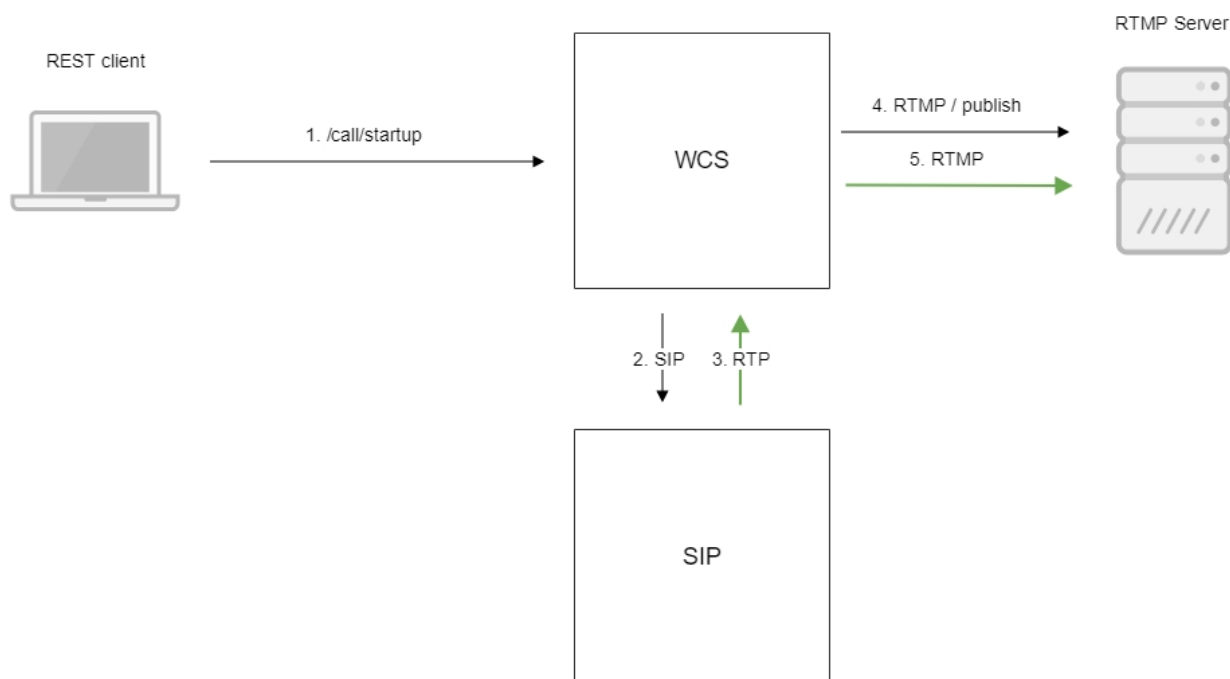 RTMP Server
REST client
4. RTMP / publish
1. /call/startup
WCS
5. RTMP
2. SIP
3. RTP
SIP